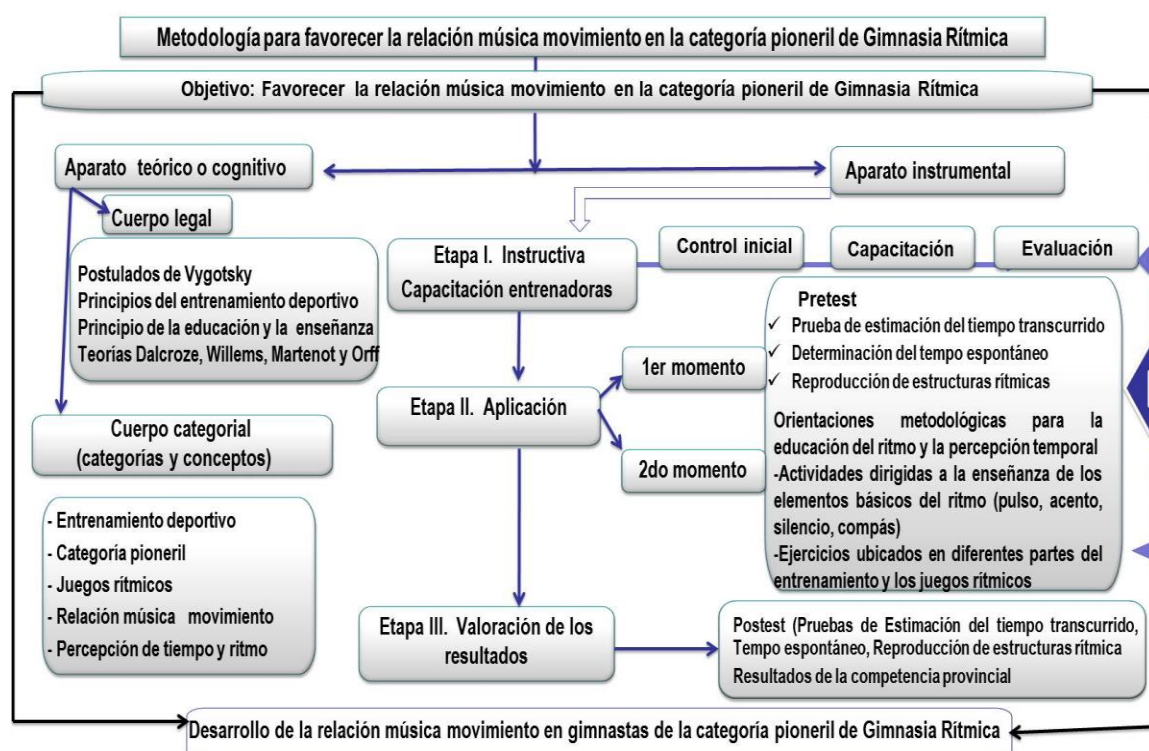 Metodología para favorecer la relación música movimiento en la categoría pioneril de Gimnasia Rítmica
Objetivo: Favorecer la relación música movimiento en la categoría pioneril de Gimnasia Rítmica
Aparato teórico o cognitivo
Aparato instrumental
Cuerpo legal
Postulados de Vygotsky
Principios del entrenamiento deportivo
Principio de la educación y la enseñanza
Teorías Dalcroze, Willems, Martenot y Orff
Cuerpo categorial
(categorías y conceptos)
- Entrenamiento deportivo
- Categoría pioneril
- Juegos rítmicos
- Relación música movimiento
- Percepción de tiempo y ritmo
Etapa I. Instructiva
Capacitación entrenadoras
Control inicial
Capacitación
Evaluación
Etapa II. Aplicación
1er momento
2do momento
Pretest
✓ Prueba de estimación del tiempo transcurrido
✓ Determinación del tempo espontáneo
✓ Reproducción de estructuras rítmicas
Orientaciones metodológicas para la
educación del ritmo y la percepción temporal
-Actividades dirigidas a la enseñanza de los
elementos básicos del ritmo (pulso, acento,
silencio, compás)
-Ejercicios ubicados en diferentes partes del
entrenamiento y los juegos rítmicos
Etapa III. Valoración de los
resultados
Postest (Pruebas de Estimación del tiempo transcurrido,
Tempo espontáneo, Reproducción de estructuras rítmica
Resultados de la competencia provincial
Desarrollo de la relación música movimiento en gimnastas de la categoría pioneril de Gimnasia Rítmica